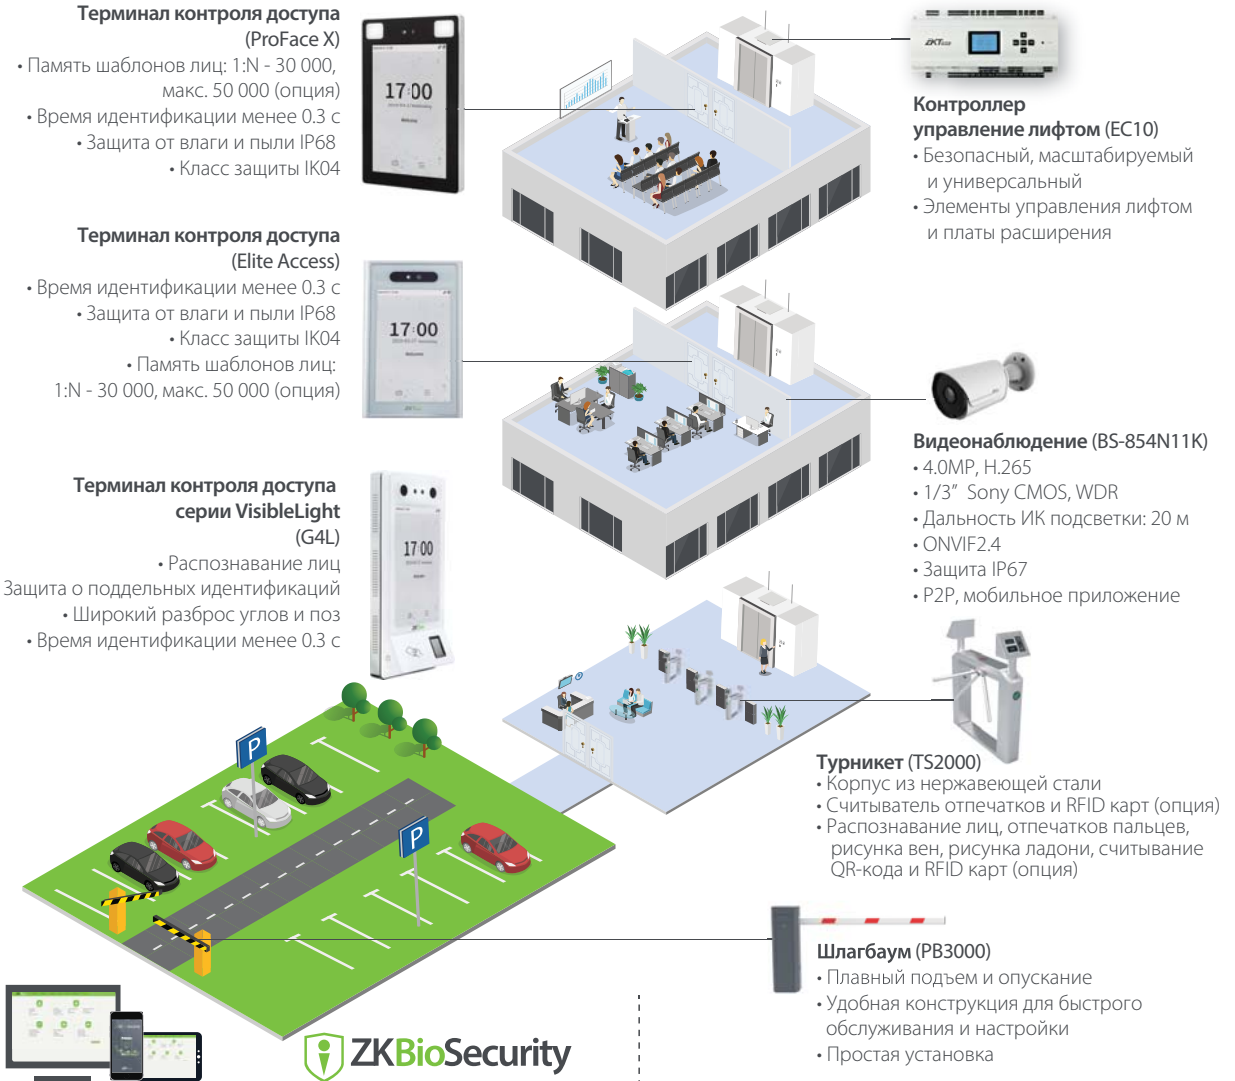 Терминал контроля доступа
(ProFace X)
• Память шаблонов лиц: 1:N - 30 000,
макс. 50 000 (опция)
• Время идентификации менее 0.3 с
• Защита от влаги и пыли IP68
• Класс защиты IK04
17:00
Терминал контроля доступа
(Elite Access)
• Время идентификации менее 0.3 с
• Защита от влаги и пыли IP68
• Класс защиты IK04
• Память шаблонов лиц:
1:N - 30 000, макс. 50 000 (опция)
17:00
Терминал контроля доступа
серии VisibleLight
(G4L)
• Распознавание лиц
Защита о поддельных идентификаций
• Широкий разброс углов и поз
• Время идентификации менее 0.3 с
17:00
Контроллер
управление лифтом (EC10)
• Безопасный, масштабируемый
и универсальный
• Элементы управления лифтом
и платы расширения
Видеонаблюдение (BS-854N11K)
• 4.0MP, H.265
• 1/3” Sony CMOS, WDR
• Дальность ИК подсветки: 20 м
• ONVIF2.4
• Защита IP67
• P2P, мобильное приложение
Турникет (TS2000)
• Корпус из нержавеющей стали
• Считыватель отпечатков и RFID карт (опция)
• Распознавание лиц, отпечатков пальцев,
рисунка вен, рисунка ладони, считывание
QR-кода и RFID карт (опция)
Шлагбаум (PB3000)
• Плавный подъем и опускание
• Удобная конструкция для быстрого
обслуживания и настройки
• Простая установка
P
P
ZKBioSecurity